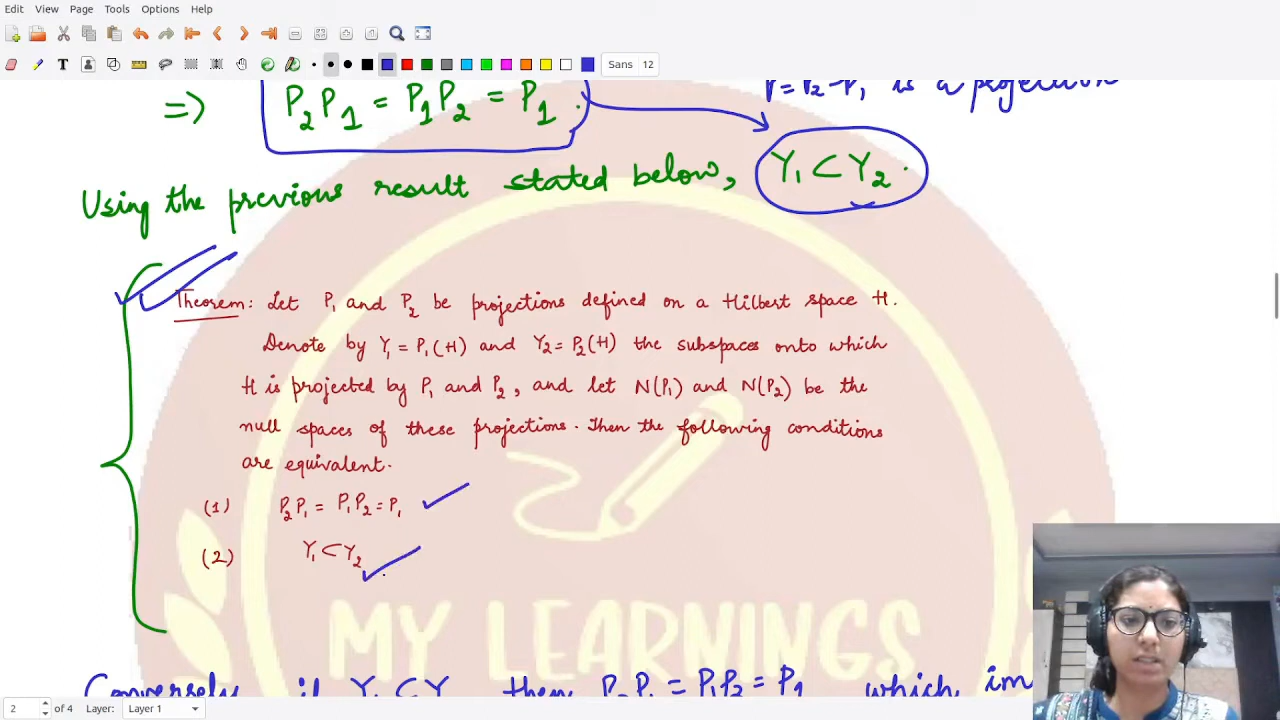 Edit View Page Tools Options Help
Sans 12
=> P2P1 = P1P2 = P1.
P = P2 - P1 is a projection
Using the previous result stated below, Y1 ⊂ Y2.
Theorem: Let P1 and P2 be projections defined on a Hilbert space H.
Denote by Y1 = P1(H) and Y2 = P2(H) the subspaces onto which
H is projected by P1 and P2, and let N(P1) and N(P2) be the
null spaces of these projections. Then the following conditions
are equivalent.
(1) P2P1 = P1P2 = P1
(2) Y1 ⊂ Y2
MY LEARNINGS
Conversely if Y1 ⊂ Y then P2P1 = P1P2 = P1 which
2 of 4 Layer: Layer 1